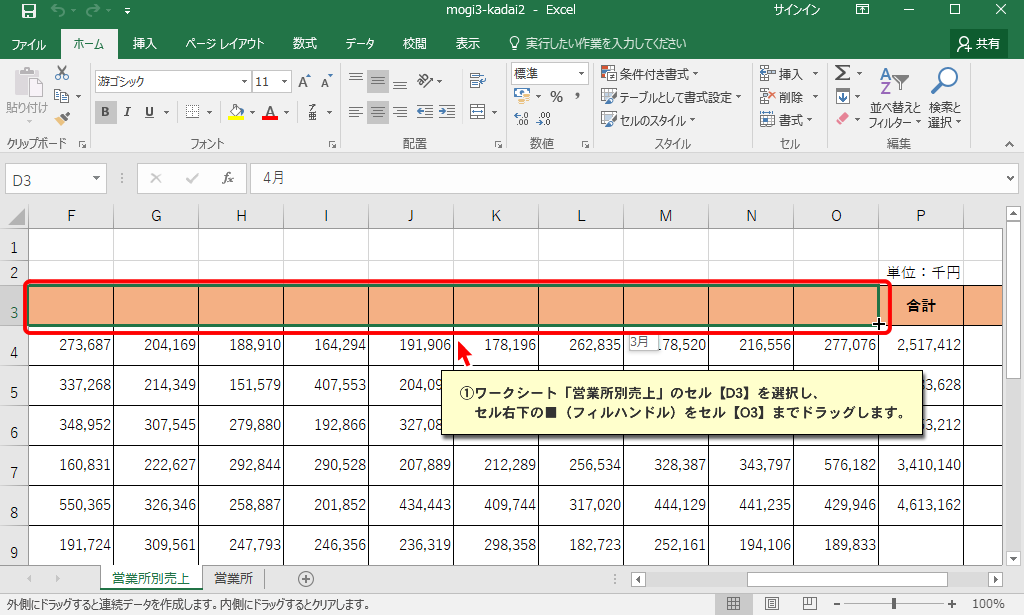 mogi3-kadai2 - Excel
サインイン
ファイル ホーム 挿入 ページ レイアウト 数式 データ 校閲 表示 実行したい作業を入力してください 共有
貼り付け
游ゴシック 11
B I U A
標準
%
条件付き書式
テーブルとして書式設定
セルのスタイル
挿入
削除
書式
並べ替えと
フィルター
検索と
選択
クリップボード フォント 配置 数値 スタイル セル 編集
D3 fx 4月
F G H I J K L M N O P
1
2 単位：千円
3 合計
4 273,687 204,169 188,910 164,294 191,906 178,196 262,835 3月 78,520 216,556 277,076 2,517,412
5 337,268 214,349 151,579 407,553 3,628
①ワークシート「営業所別売上」のセル【D3】を選択し、
セル右下の■（フィルハンドル）をセル【O3】までドラッグします。
6 348,952 307,545 279,880 192,866 3,212
7 160,831 222,627 292,844 290,528 207,889 212,289 256,534 328,387 343,797 576,182 3,410,140
8 550,365 326,346 258,887 201,852 434,443 409,744 317,020 444,129 441,235 429,946 4,613,162
9 191,724 309,561 247,793 246,356 236,319 298,358 182,723 252,161 194,106 189,833
営業所別売上 営業所
外側にドラッグすると連続データを作成します。内側にドラッグするとクリアします。 100%